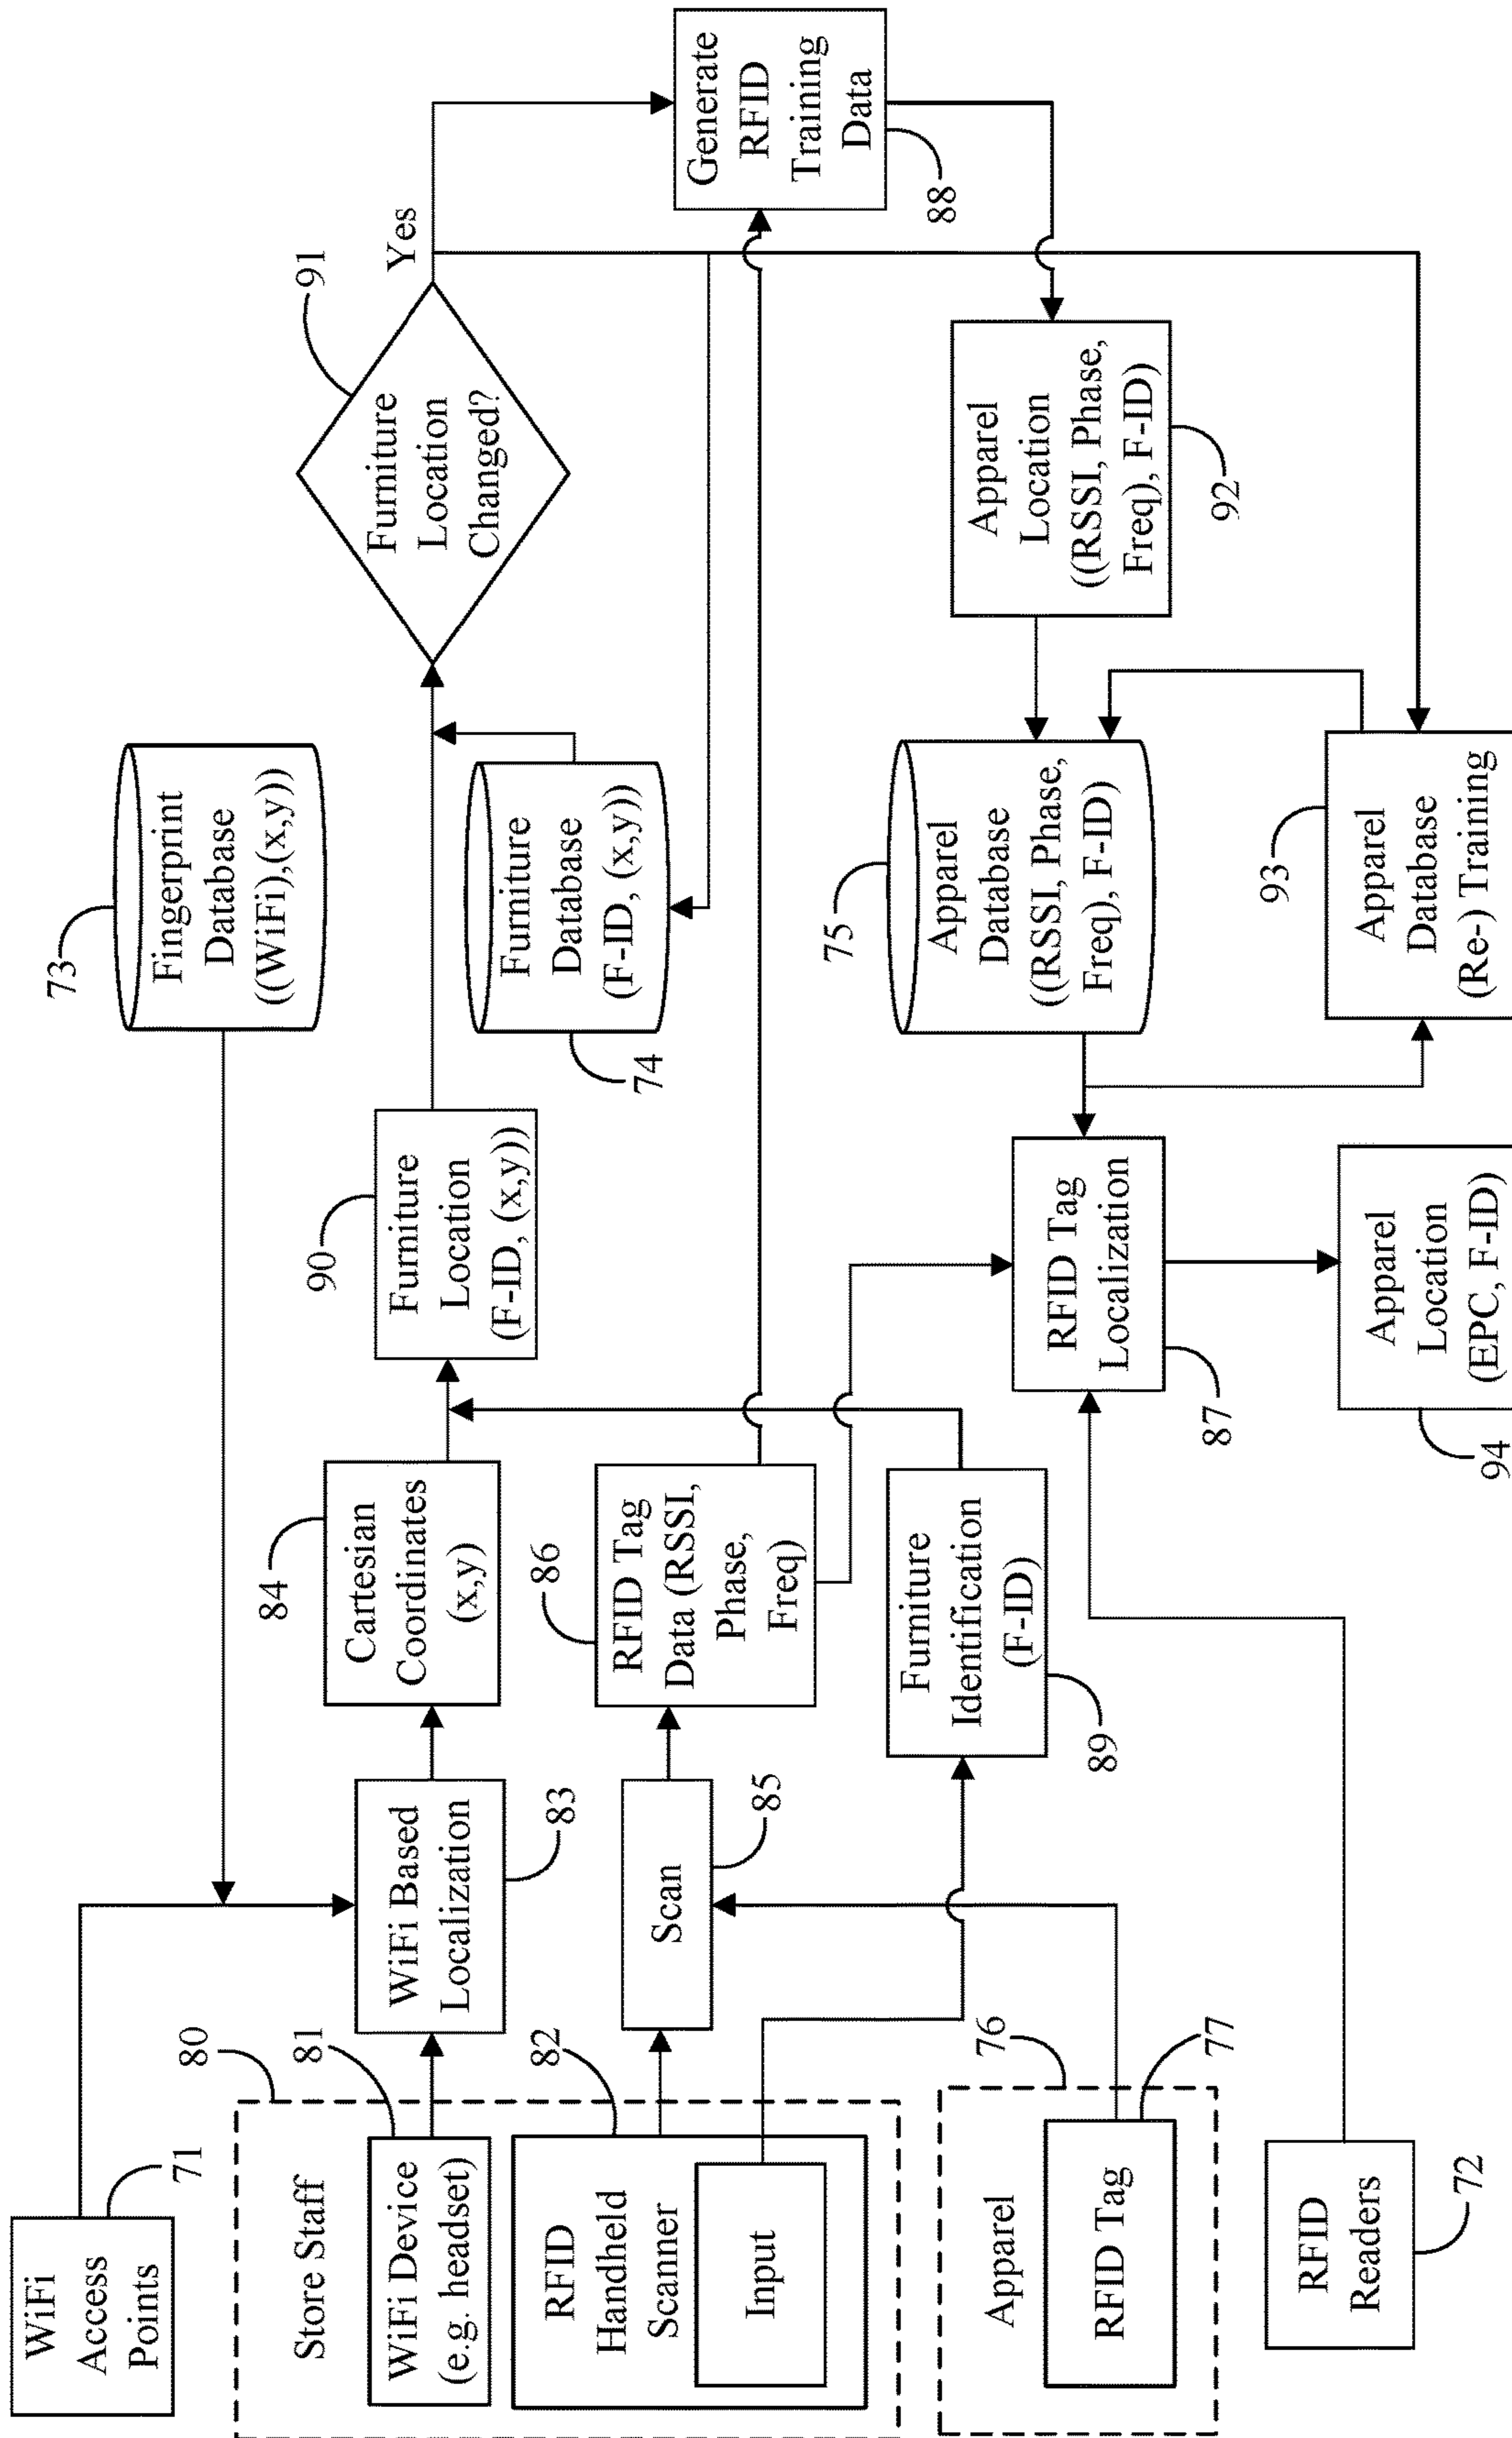 WiFi
Access
Points
71
Store Staff
80
WiFi Device
(e.g. headset)
81
RFID
Handheld
Scanner
82
Input
Apparel
76
RFID Tag
77
RFID
Readers
72
WiFi Based
Localization
83
Scan
85
Cartesian
Coordinates
(x,y)
84
RFID Tag
Data (RSSI,
Phase,
Freq)
86
Furniture
Identification
(F-ID)
89
Furniture
Location
(F-ID, (x,y))
90
RFID Tag
Localization
87
Apparel
Location
(EPC, F-ID)
94
Fingerprint
Database
((WiFi),(x,y))
73
Furniture
Database
(F-ID, (x,y))
74
Apparel
Database
((RSSI, Phase,
Freq), F-ID)
75
Apparel
Database
(Re-) Training
93
Furniture
Location
Changed?
91
Yes
Apparel
Location
((RSSI, Phase,
Freq), F-ID)
92
Generate
RFID
Training
Data
88